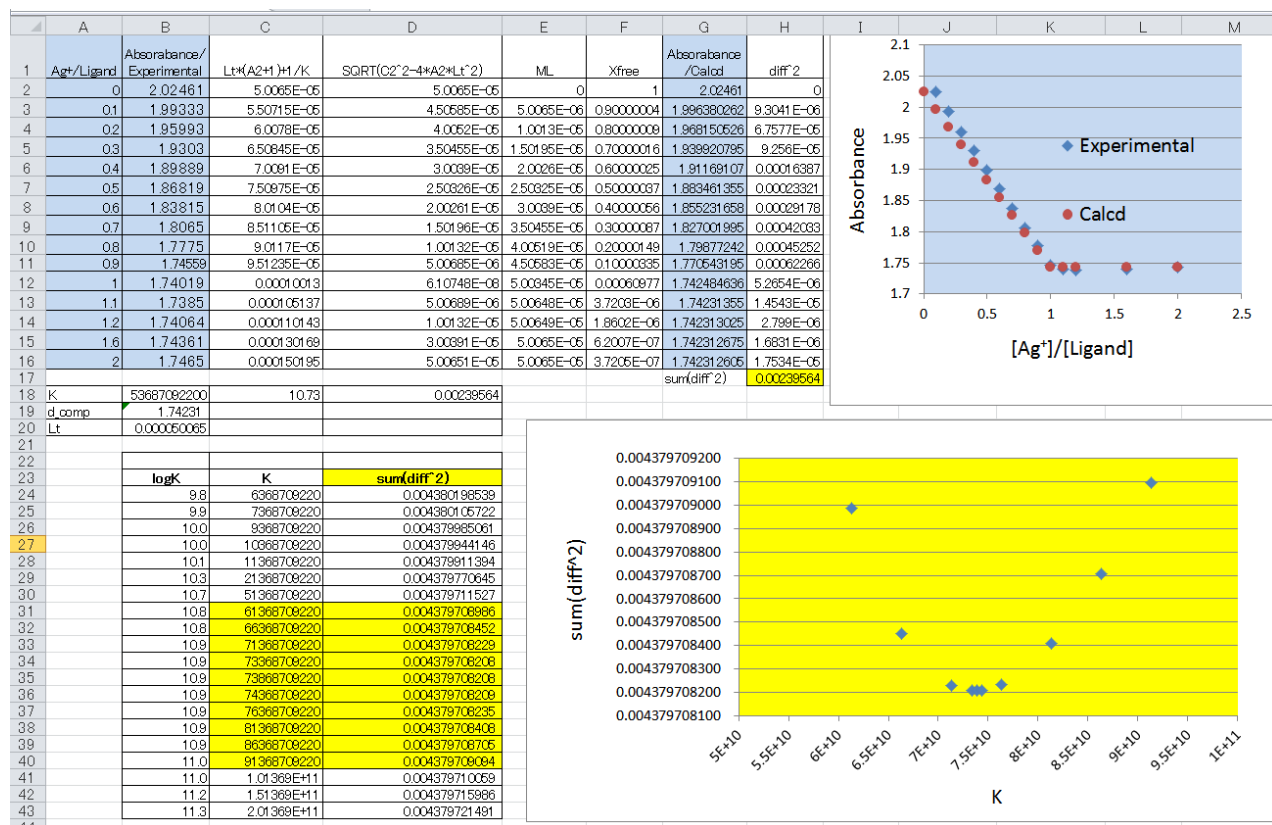 A B C D E F G H I J K L M
1 Ag+/Ligand Absorabance/Experimental Lt*(A2+1)+1/K SQRT(C2^2-4*A2*Lt^2) ML Xfree Absorabance/Calcd diff^2
2 0 2.02461 5.0065E-05 5.0065E-05 0 1 2.02461 0
3 0.1 1.99333 5.50715E-05 4.50585E-05 5.0065E-06 0.90000004 1.996380262 9.3041E-06
4 0.2 1.95993 6.0078E-05 4.0052E-05 1.0013E-05 0.80000009 1.968150526 6.7577E-05
5 0.3 1.9303 6.50845E-05 3.50455E-05 1.50195E-05 0.70000016 1.939920795 9.256E-05
6 0.4 1.89889 7.0091E-05 3.0039E-05 2.0026E-05 0.60000025 1.91169107 0.00016387
7 0.5 1.86819 7.50975E-05 2.50326E-05 2.50325E-05 0.50000037 1.883461355 0.00023321
8 0.6 1.83815 8.0104E-05 2.00261E-05 3.0039E-05 0.40000056 1.855231658 0.00029178
9 0.7 1.8065 8.51105E-05 1.50196E-05 3.50455E-05 0.30000087 1.827001995 0.00042033
10 0.8 1.7775 9.0117E-05 1.00132E-05 4.00519E-05 0.20000149 1.79877242 0.00045252
11 0.9 1.74559 9.51235E-05 5.00685E-06 4.50583E-05 0.10000335 1.770543195 0.00062266
12 1 1.74019 0.00010013 6.10748E-08 5.00345E-05 0.00060977 1.742484636 5.2654E-06
13 1.1 1.7385 0.000105137 5.00689E-06 5.00648E-05 3.7203E-06 1.74231355 1.4543E-05
14 1.2 1.74064 0.000110143 1.00132E-05 5.00649E-05 1.8602E-06 1.742313025 2.799E-06
15 1.6 1.74361 0.000130169 3.00391E-05 5.0065E-05 6.2007E-07 1.742312675 1.6831E-06
16 2 1.7465 0.000150195 5.00651E-05 5.0065E-05 3.7205E-07 1.742312605 1.7534E-05
17 sum(diff^2) 0.00239564
18 K 53687092200 10.73 0.00239564
19 d_comp 1.74231
20 Lt 0.000050065
21
22
23 logK K sum(diff^2)
24 9.8 6368709220 0.004380198539
25 9.9 7368709220 0.004380105722
26 10.0 9368709220 0.004379985061
27 10.0 10368709220 0.004379944146
28 10.1 11368709220 0.004379911394
29 10.3 21368709220 0.004379770645
30 10.7 51368709220 0.004379711527
31 10.8 61368709220 0.004379708986
32 10.8 66368709220 0.004379708452
33 10.9 71368709220 0.004379708229
34 10.9 73368709220 0.004379708208
35 10.9 73868709220 0.004379708208
36 10.9 74368709220 0.004379708209
37 10.9 76368709220 0.004379708235
38 10.9 81368709220 0.004379708408
39 10.9 86368709220 0.004379708705
40 11.0 91368709220 0.004379709094
41 11.0 1.01369E+11 0.004379710059
42 11.2 1.51369E+11 0.004379715986
43 11.3 2.01369E+11 0.004379721491
2.1
2.05
2
1.95
1.9
1.85
1.8
1.75
1.7
Absorbance
Experimental
Calcd
0 0.5 1 1.5 2 2.5
[Ag⁺]/[Ligand]
0.004379709200
0.004379709100
0.004379709000
0.004379708900
0.004379708800
0.004379708700
0.004379708600
0.004379708500
0.004379708400
0.004379708300
0.004379708200
0.004379708100
sum(diff^2)
5E+10 5.5E+10 6E+10 6.5E+10 7E+10 7.5E+10 8E+10 8.5E+10 9E+10 9.5E+10 1E+11
K